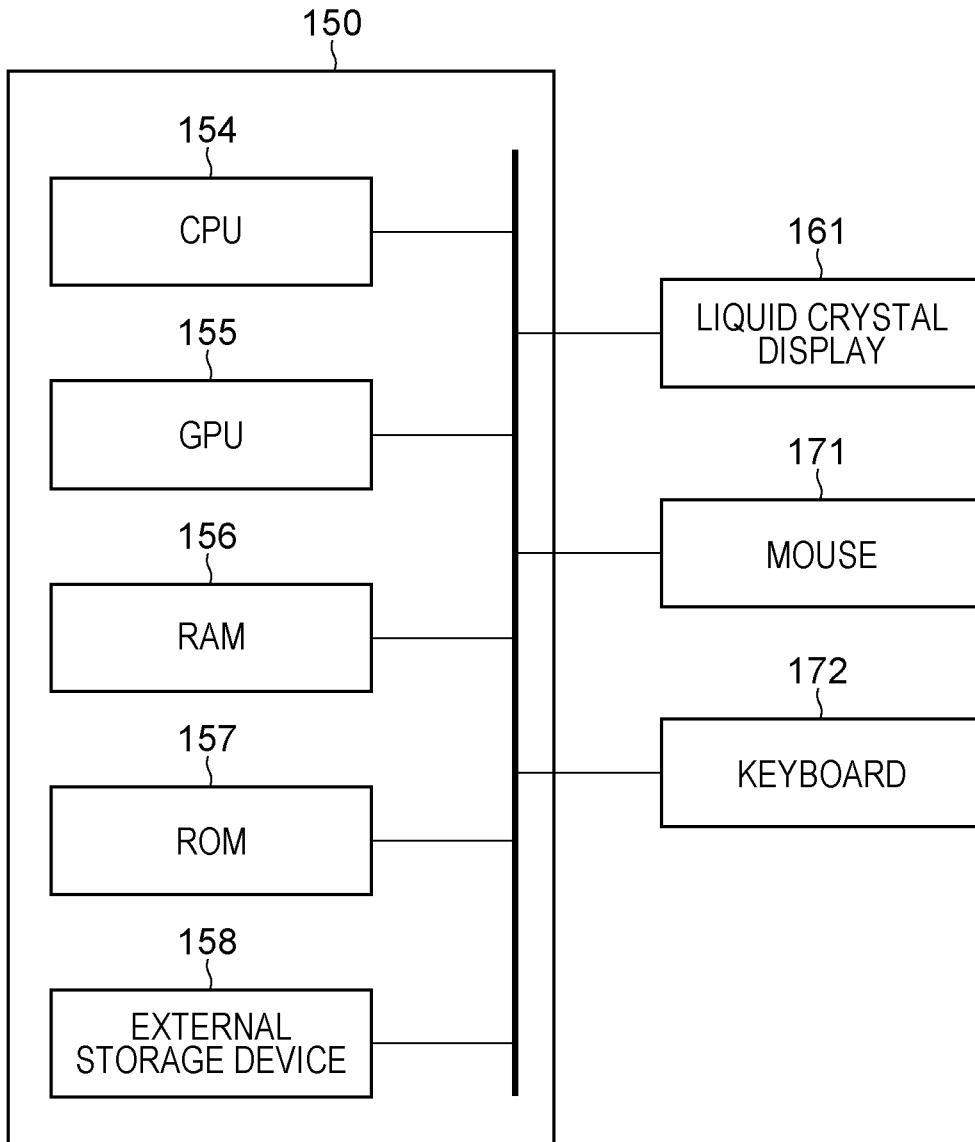 150
154
CPU
155
GPU
156
RAM
157
ROM
158
EXTERNAL
STORAGE DEVICE
161
LIQUID CRYSTAL
DISPLAY
171
MOUSE
172
KEYBOARD